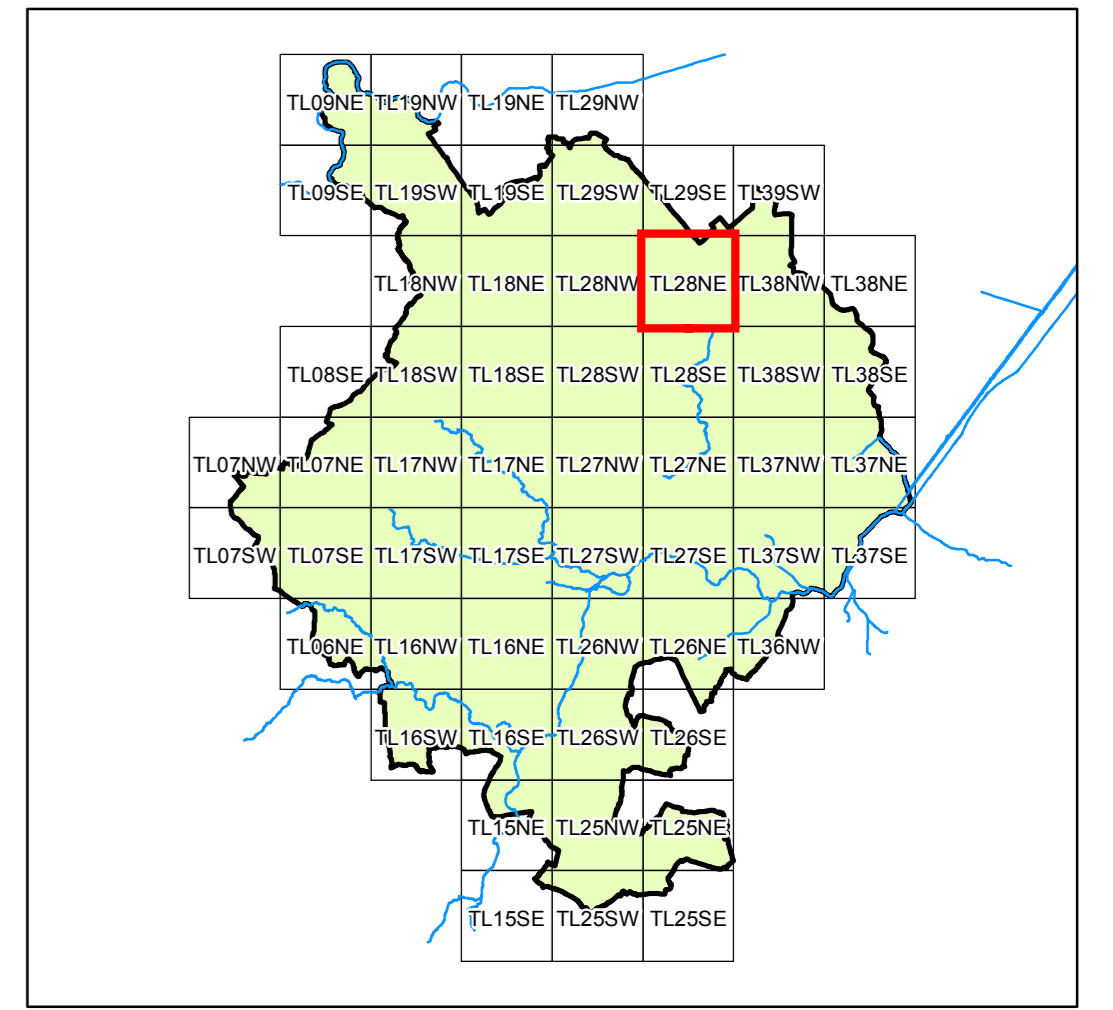 TL09NE TL19NW TL19NE TL29NW
TL09SE TL19SW TL19SE TL29SW TL29SE TL39SW
TL18NW TL18NE TL28NW TL28NE TL38NW TL38NE
TL08SE TL18SW TL18SE TL28SW TL28SE TL38SW TL38SE
TL07NW TL07NE TL17NW TL17NE TL27NW TL27NE TL37NW TL37NE
TL07SW TL07SE TL17SW TL17SE TL27SW TL27SE TL37SW TL37SE
TL06NE TL16NW TL16NE TL26NW TL26NE TL36NW
TL16SW TL16SE TL26SW TL26SE
TL15NE TL25NW TL25NE
TL15SE TL25SW TL25SE